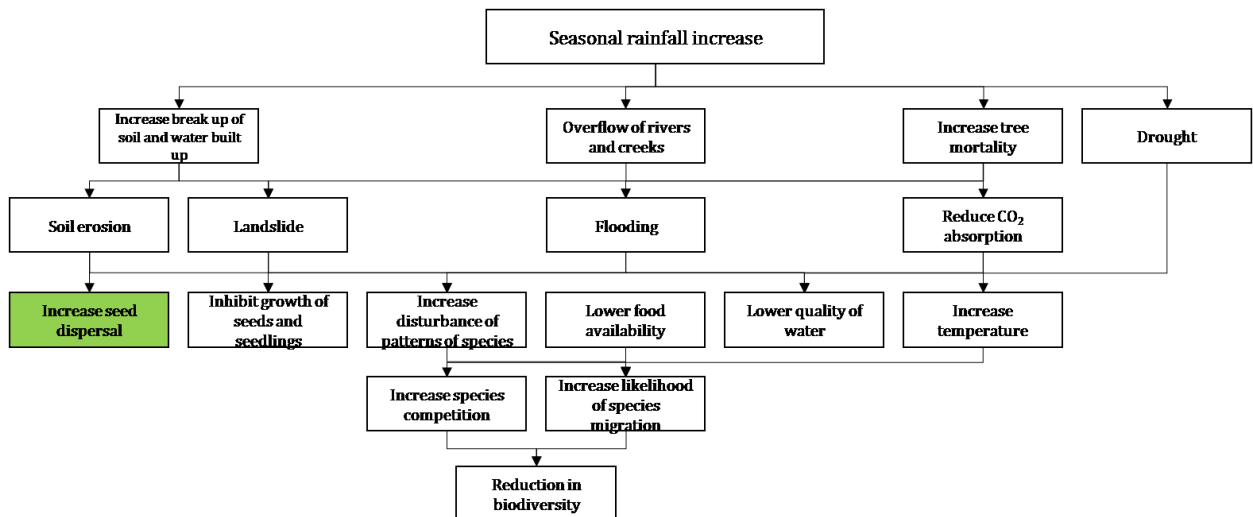 Seasonal rainfall increase
Increase break up of
soil and water built
up
Overflow of rivers
and creeks
Increase tree
mortality
Drought
Soil erosion
Landslide
Flooding
Reduce CO₂
absorption
Increase seed
dispersal
Inhibit growth of
seeds and
seedlings
Increase
disturbance of
patterns of species
Lower food
availability
Lower quality of
water
Increase
temperature
Increase species
competition
Increase likelihood
of species
migration
Reduction in
biodiversity